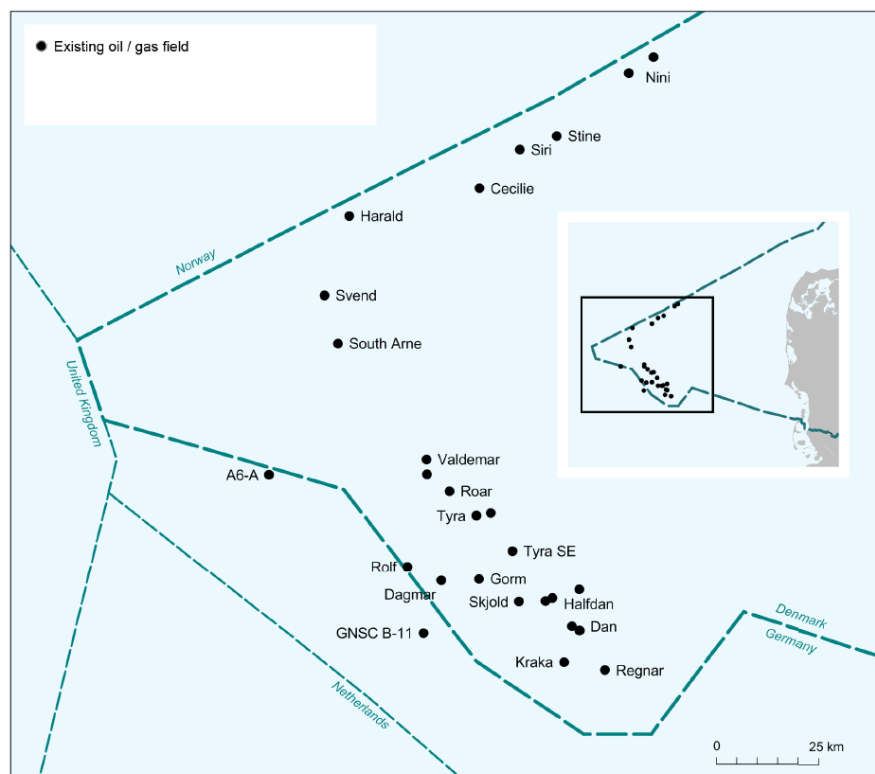 Existing oil / gas field
Nini
Stine
Siri
Cecilie
Harald
Norway
Svend
South Arne
United Kingdom
Valdemar
A6-A
Roar
Tyra
Tyra SE
Rolf
Gorm
Dagmar
Skjold
Halfdan
GNSC B-11
Dan
Denmark
Germany
Kraka
Regnar
Netherlands
0
25 km